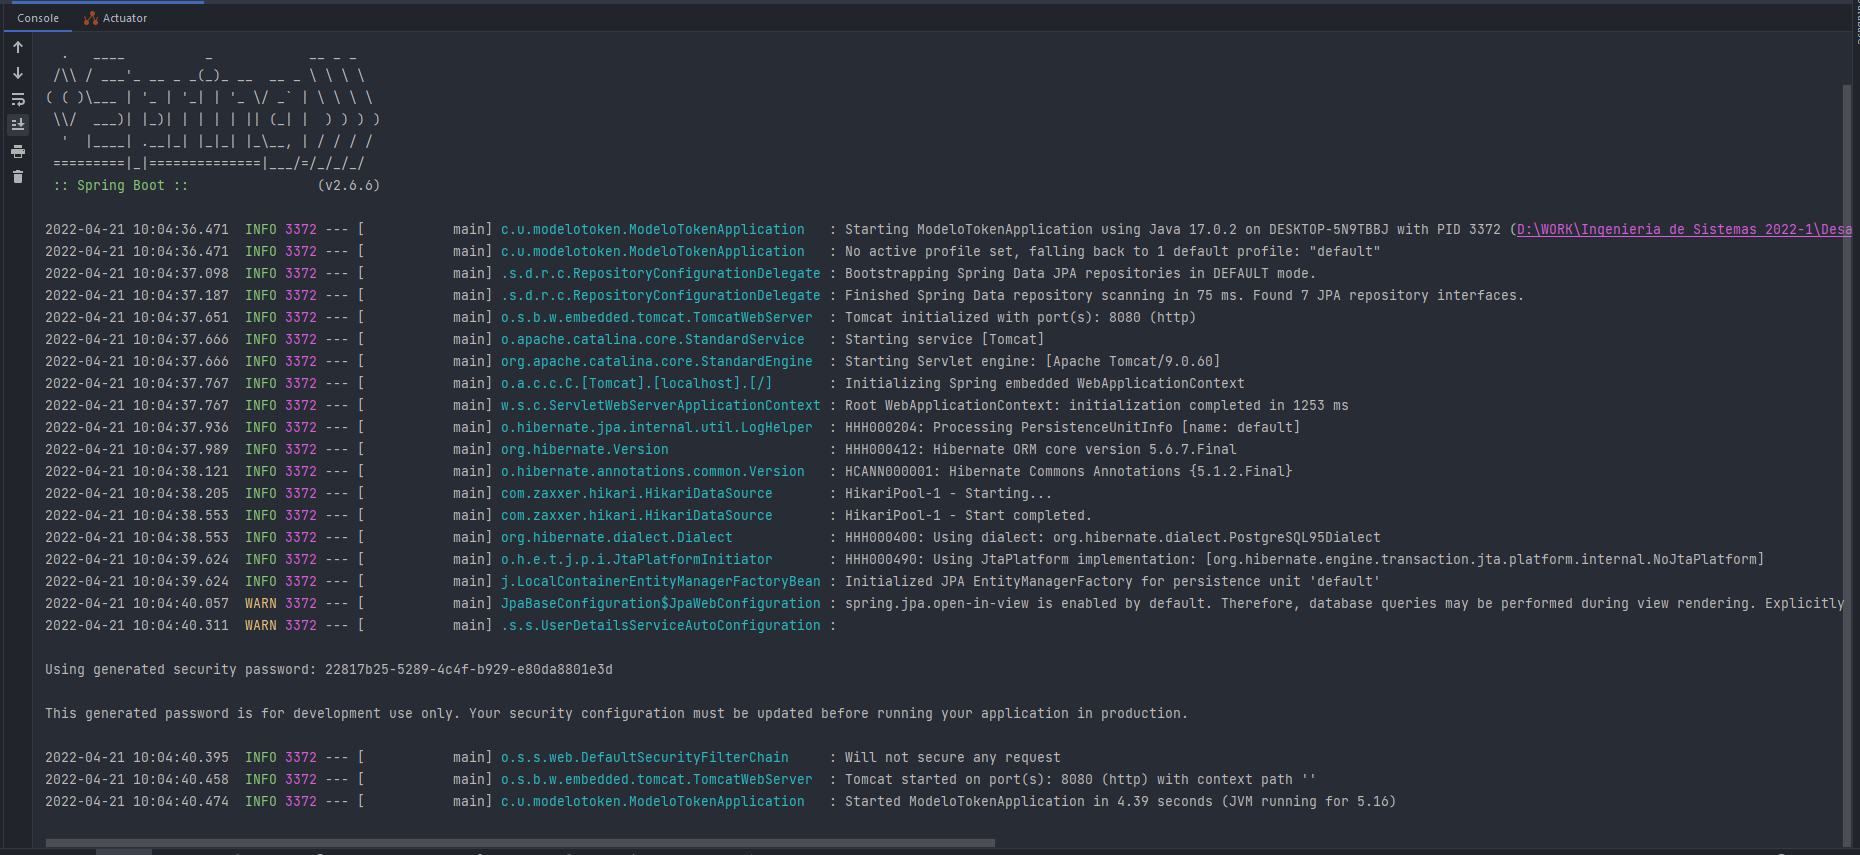 Console Actuator
  .   ____          _            __ _ _
 /\\ / ___'_ __ _ _(_)_ __  __ _ \ \ \ \
( ( )\___ | '_ | '_| | '_ \/ _` | \ \ \ \
 \\/  ___)| |_)| | | | | || (_| |  ) ) ) )
  '  |____| .__|_| |_|_| |_\__, | / / / /
 =========|_|==============|___/=/_/_/_/
 :: Spring Boot ::                (v2.6.6)
2022-04-21 10:04:36.471  INFO 3372 --- [           main] c.u.modelotoken.ModeloTokenApplication   : Starting ModeloTokenApplication using Java 17.0.2 on DESKTOP-5N9TBBJ with PID 3372 (D:\WORK\Ingenieria de Sistemas 2022-1\Desa
2022-04-21 10:04:36.471  INFO 3372 --- [           main] c.u.modelotoken.ModeloTokenApplication   : No active profile set, falling back to 1 default profile: "default"
2022-04-21 10:04:37.098  INFO 3372 --- [           main] .s.d.r.c.RepositoryConfigurationDelegate : Bootstrapping Spring Data JPA repositories in DEFAULT mode.
2022-04-21 10:04:37.187  INFO 3372 --- [           main] .s.d.r.c.RepositoryConfigurationDelegate : Finished Spring Data repository scanning in 75 ms. Found 7 JPA repository interfaces.
2022-04-21 10:04:37.651  INFO 3372 --- [           main] o.s.b.w.embedded.tomcat.TomcatWebServer  : Tomcat initialized with port(s): 8080 (http)
2022-04-21 10:04:37.666  INFO 3372 --- [           main] o.apache.catalina.core.StandardService   : Starting service [Tomcat]
2022-04-21 10:04:37.666  INFO 3372 --- [           main] org.apache.catalina.core.StandardEngine  : Starting Servlet engine: [Apache Tomcat/9.0.60]
2022-04-21 10:04:37.767  INFO 3372 --- [           main] o.a.c.c.C.[Tomcat].[localhost].[/]       : Initializing Spring embedded WebApplicationContext
2022-04-21 10:04:37.767  INFO 3372 --- [           main] w.s.c.ServletWebServerApplicationContext : Root WebApplicationContext: initialization completed in 1253 ms
2022-04-21 10:04:37.936  INFO 3372 --- [           main] o.hibernate.jpa.internal.util.LogHelper  : HHH000204: Processing PersistenceUnitInfo [name: default]
2022-04-21 10:04:37.989  INFO 3372 --- [           main] org.hibernate.Version                    : HHH000412: Hibernate ORM core version 5.6.7.Final
2022-04-21 10:04:38.121  INFO 3372 --- [           main] o.hibernate.annotations.common.Version   : HCANN000001: Hibernate Commons Annotations {5.1.2.Final}
2022-04-21 10:04:38.205  INFO 3372 --- [           main] com.zaxxer.hikari.HikariDataSource       : HikariPool-1 - Starting...
2022-04-21 10:04:38.553  INFO 3372 --- [           main] com.zaxxer.hikari.HikariDataSource       : HikariPool-1 - Start completed.
2022-04-21 10:04:38.553  INFO 3372 --- [           main] org.hibernate.dialect.Dialect            : HHH000400: Using dialect: org.hibernate.dialect.PostgreSQL95Dialect
2022-04-21 10:04:39.624  INFO 3372 --- [           main] o.h.e.t.j.p.i.JtaPlatformInitiator       : HHH000490: Using JtaPlatform implementation: [org.hibernate.engine.transaction.jta.platform.internal.NoJtaPlatform]
2022-04-21 10:04:39.624  INFO 3372 --- [           main] j.LocalContainerEntityManagerFactoryBean : Initialized JPA EntityManagerFactory for persistence unit 'default'
2022-04-21 10:04:40.057  WARN 3372 --- [           main] JpaBaseConfiguration$JpaWebConfiguration : spring.jpa.open-in-view is enabled by default. Therefore, database queries may be performed during view rendering. Explicitly
2022-04-21 10:04:40.311  WARN 3372 --- [           main] .s.s.UserDetailsServiceAutoConfiguration :
Using generated security password: 22817b25-5289-4c4f-b929-e80da8801e3d
This generated password is for development use only. Your security configuration must be updated before running your application in production.
2022-04-21 10:04:40.395  INFO 3372 --- [           main] o.s.s.web.DefaultSecurityFilterChain     : Will not secure any request
2022-04-21 10:04:40.458  INFO 3372 --- [           main] o.s.b.w.embedded.tomcat.TomcatWebServer  : Tomcat started on port(s): 8080 (http) with context path ''
2022-04-21 10:04:40.474  INFO 3372 --- [           main] c.u.modelotoken.ModeloTokenApplication   : Started ModeloTokenApplication in 4.39 seconds (JVM running for 5.16)